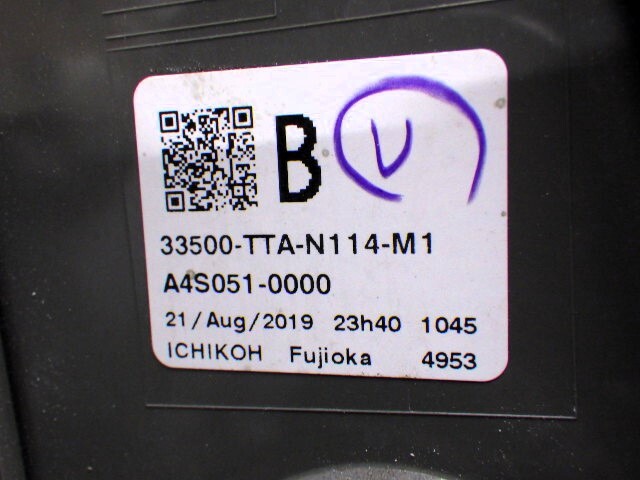 B V
33500-TTA-N114-M1
A4S051-0000
21/Aug/2019 23h40 1045
ICHIKOH Fujioka 4953